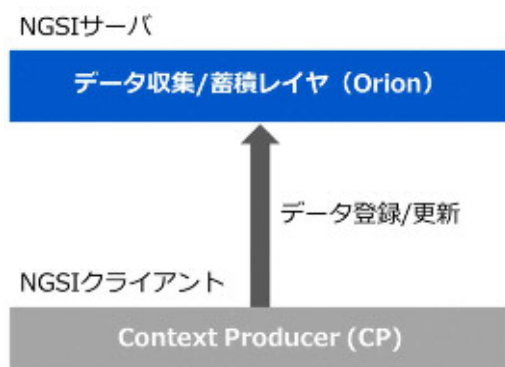 NGSIサーバ
データ収集/蓄積レイヤ（Orion）
データ登録/更新
NGSIクライアント
Context Producer (CP)